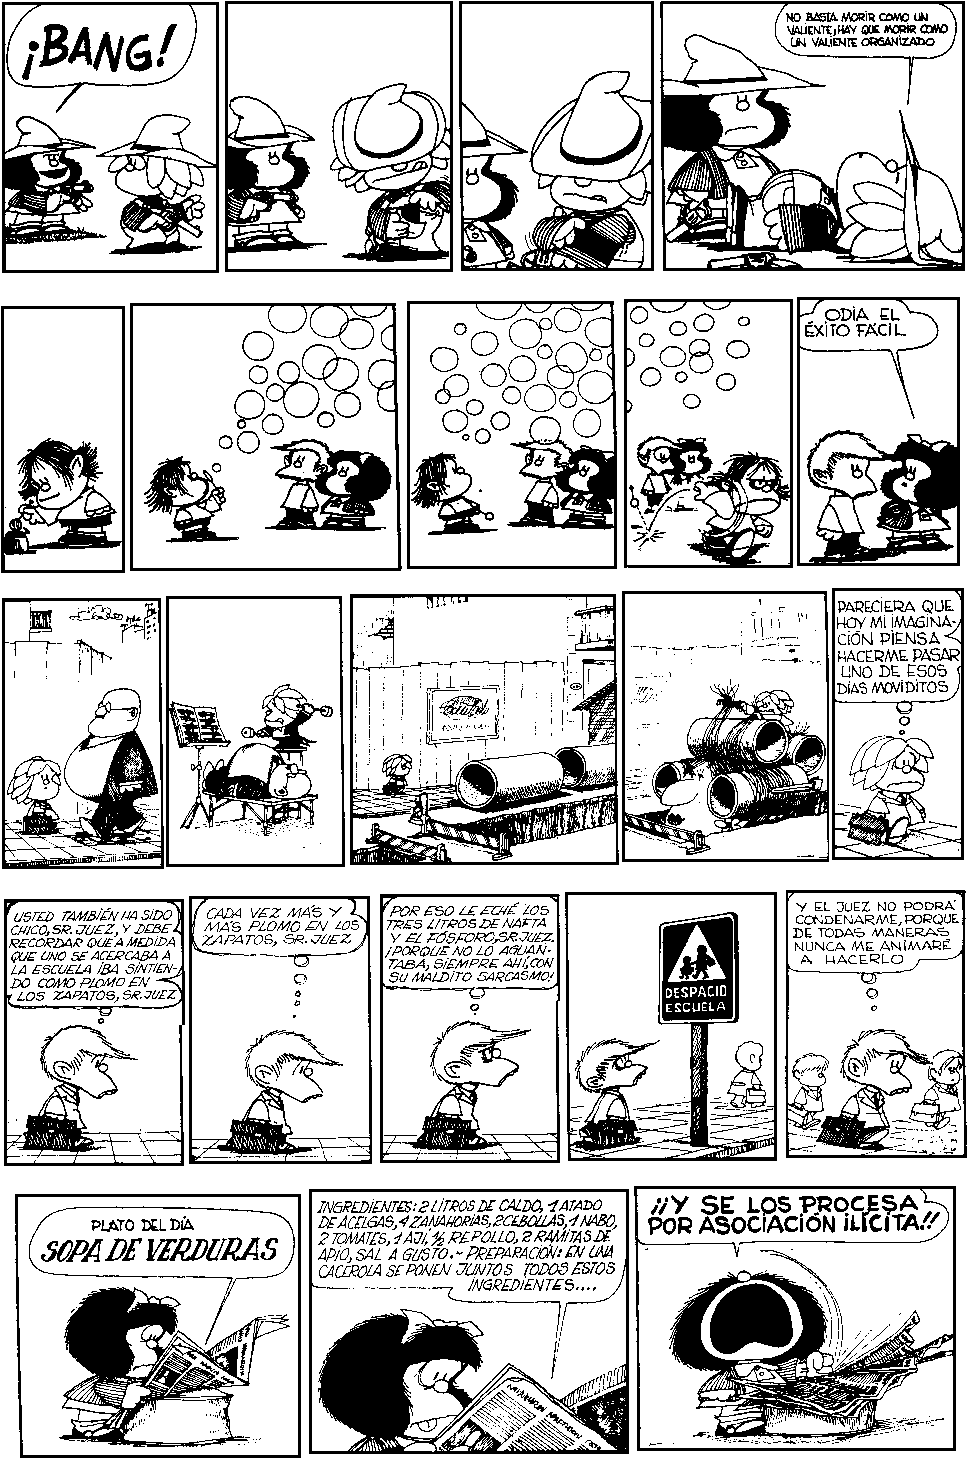 ¡BANG!
NO BASTA MORIR COMO UN
VALIENTE, ¡HAY QUE MORIR COMO
UN VALIENTE ORGANIZADO
ODIA EL
ÉXITO FÁCIL
PARECIERA QUE
HOY MI IMAGINA-
CIÓN PIENSA
HACERME PASAR
UNO DE ESOS
DÍAS MOVIDITOS
USTED TAMBIÉN HA SIDO
CHICO, SR. JUEZ, Y DEBE
RECORDAR QUE A MEDIDA
QUE UNO SE ACERCABA A
LA ESCUELA IBA SINTIEN-
DO COMO PLOMO EN
LOS ZAPATOS, SR. JUEZ
CADA VEZ MÁS Y
MÁS PLOMO EN LOS
ZAPATOS, SR. JUEZ
POR ESO LE ECHÉ LOS
TRES LITROS DE NAFTA
Y EL FÓSFORO, SR. JUEZ.
¡PORQUE NO LO AGUAN-
TABA, SIEMPRE AHÍ, CON
SU MALDITO SARCASMO!
DESPACIO
ESCUELA
Y EL JUEZ NO PODRÁ
CONDENARME, PORQUE
DE TODAS MANERAS
NUNCA ME ANIMARÉ
A HACERLO
PLATO DEL DÍA
SOPA DE VERDURAS
INGREDIENTES: 2 LITROS DE CALDO, 1 ATADO
DE ACELGAS, 4 ZANAHORIAS, 2 CEBOLLAS, 1 NABO,
2 TOMATES, 1 AJÍ, ½ REPOLLO, 2 RAMITAS DE
APIO, SAL A GUSTO.- PREPARACIÓN: EN UNA
CACEROLA SE PONEN JUNTOS TODOS ESTOS
INGREDIENTES....
¡¡Y SE LOS PROCESA
POR ASOCIACIÓN ILÍCITA!!